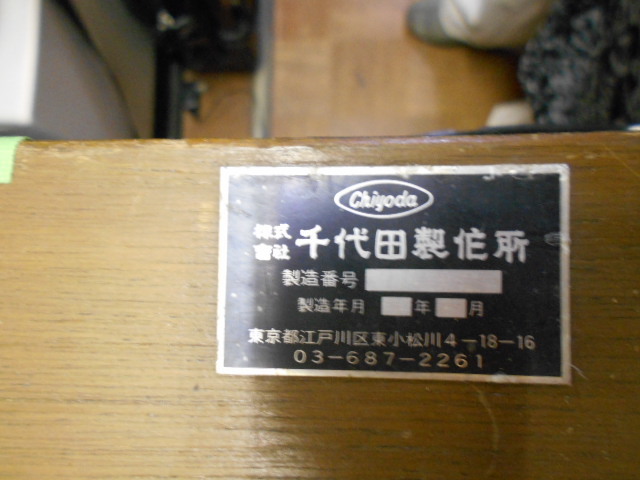 Chiyoda
株式会社 千代田製作所
製造番号
製造年月 年 月
東京都江戸川区東小松川4-18-16
03-687-2261